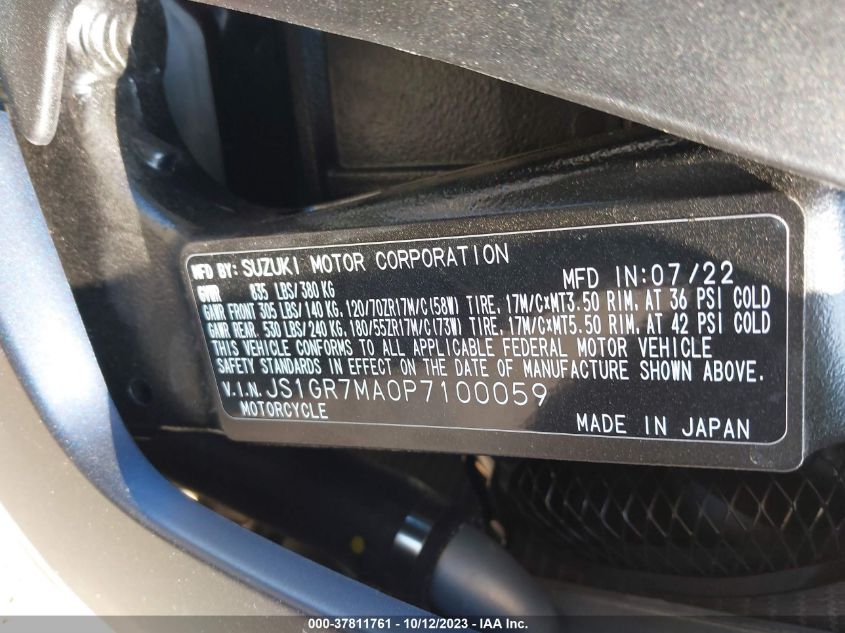 MFD BY: SUZUKI MOTOR CORPORATION
MFD IN: 07/22
GVWR 835 LBS/380 KG
GAWR FRONT 305 LBS/140 KG, 120/70ZR17M/C(58W) TIRE, 17M/C×MT3.50 RIM, AT 36 PSI COLD
GAWR REAR. 530 LBS/240 KG, 180/55ZR17M/C(73W) TIRE, 17M/C×MT5.50 RIM, AT 42 PSI COLD
THIS VEHICLE CONFORMS TO ALL APPLICABLE FEDERAL MOTOR VEHICLE
SAFETY STANDARDS IN EFFECT ON THE DATE OF MANUFACTURE SHOWN ABOVE.
V.I.N. JS1GR7MA0P7100059
MOTORCYCLE
MADE IN JAPAN
000-37811761 - 10/12/2023 - IAA Inc.